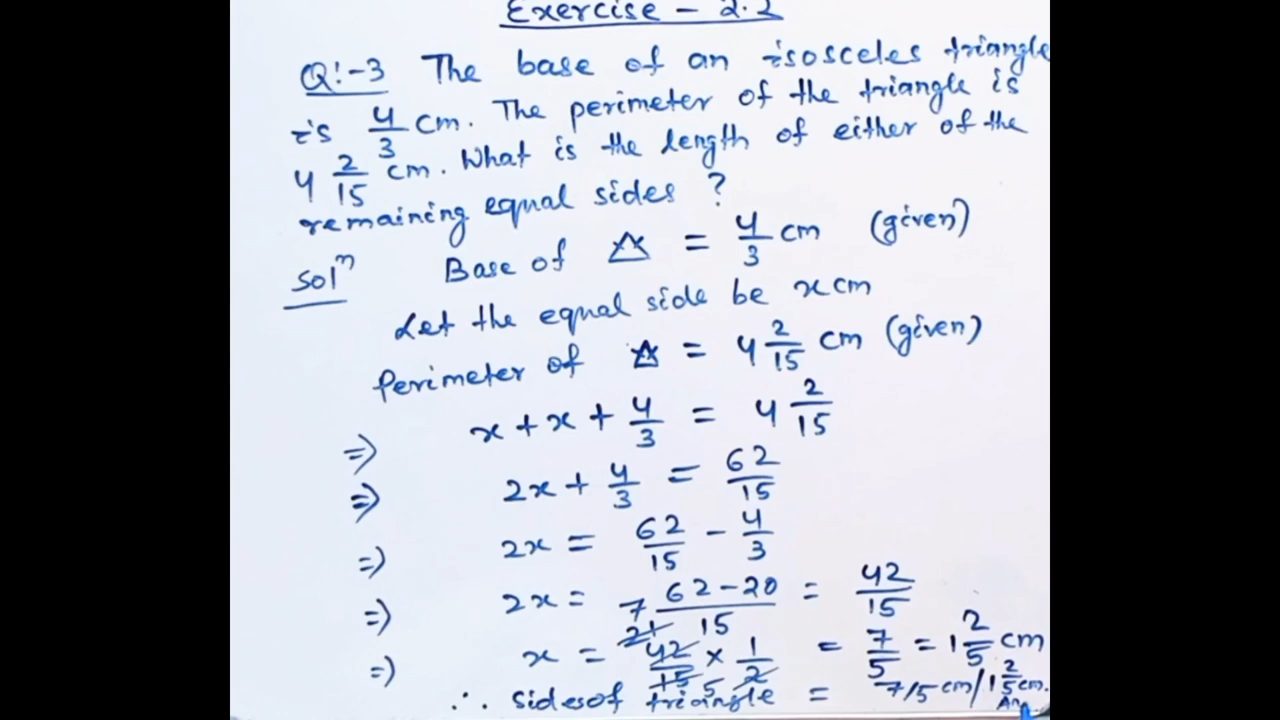 Exercise - 2.2
Q!-3 The base of an isosceles triangle
is 4/3 cm. The perimeter of the triangle is
4 2/15 cm. What is the length of either of the
remaining equal sides ?
Solⁿ Base of △ = 4/3 cm (given)
Let the equal side be x cm
Perimeter of △ = 4 2/15 cm (given)
=> x + x + 4/3 = 4 2/15
=> 2x + 4/3 = 62/15
=> 2x = 62/15 - 4/3
=> 2x = 62-20/15 = 42/15
7 21
=> x = 42/15 5 × 1/2 = 7/5 = 1 2/5 cm
∴ sides of triangle = 7/5 cm / 1 2/5 cm.